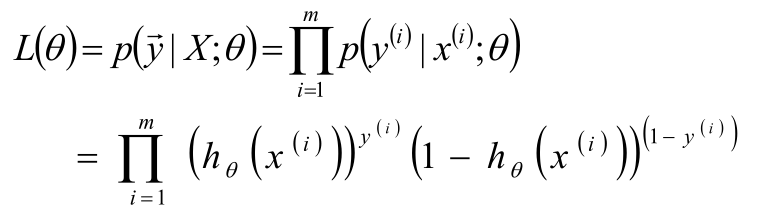 L(θ) = p(y⃗ | X;θ) = ∏_{i=1}^{m} p(y^{(i)} | x^{(i)};θ)
= ∏_{i=1}^{m} (h_θ(x^{(i)}))^{y^{(i)}} (1 − h_θ(x^{(i)}))^{(1−y^{(i)})}